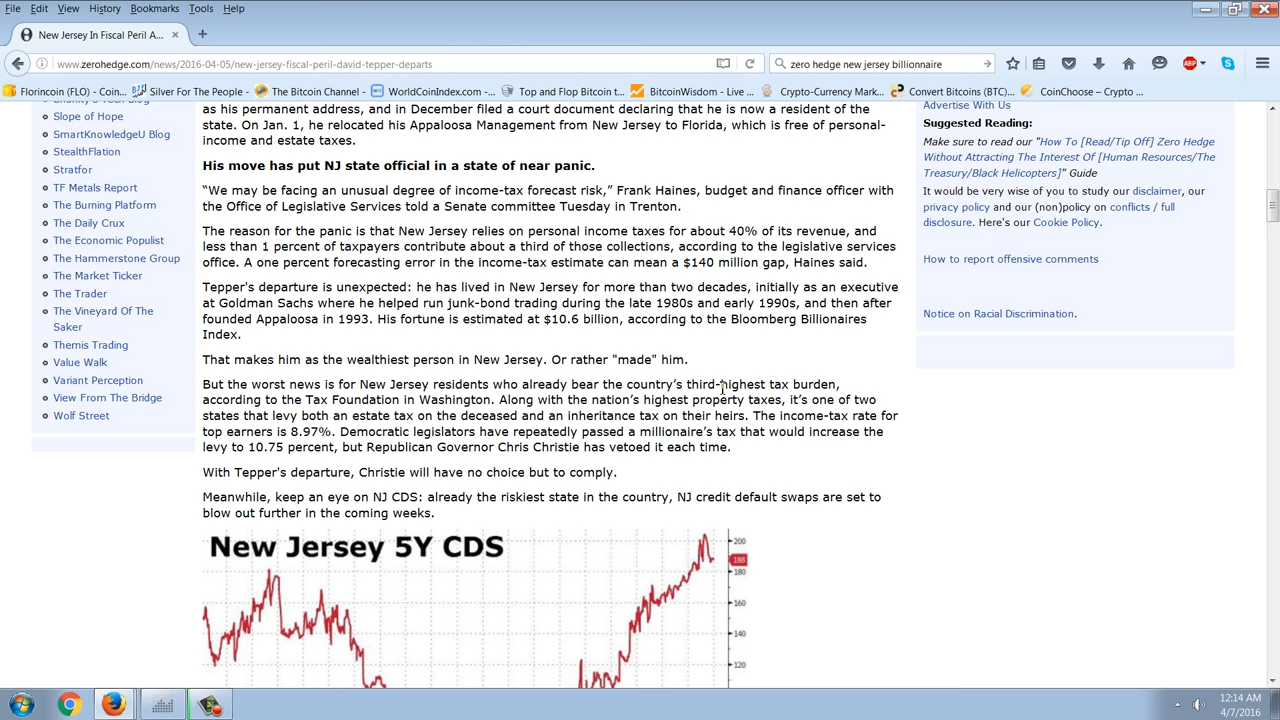 File Edit View History Bookmarks Tools Help
New Jersey In Fiscal Peril A...
www.zerohedge.com/news/2016-04-05/new-jersey-fiscal-peril-david-tepper-departs
zero hedge new jersey billionnaire
Florincoin (FLO) - Coin...
Silver For The People - ...
The Bitcoin Channel - ...
WorldCoinIndex.com - ...
Top and Flop Bitcoin t...
BitcoinWisdom - Live ...
Crypto-Currency Mark...
Convert Bitcoins (BTC)...
CoinChoose – Crypto ...
Slope of Hope
SmartKnowledgeU Blog
StealthFlation
Stratfor
TF Metals Report
The Burning Platform
The Daily Crux
The Economic Populist
The Hammerstone Group
The Market Ticker
The Trader
The Vineyard Of The
Saker
Themis Trading
Value Walk
Variant Perception
View From The Bridge
Wolf Street
as his permanent address, and in December filed a court document declaring that he is now a resident of the
state. On Jan. 1, he relocated his Appaloosa Management from New Jersey to Florida, which is free of personal-
income and estate taxes.
His move has put NJ state official in a state of near panic.
“We may be facing an unusual degree of income-tax forecast risk,” Frank Haines, budget and finance officer with
the Office of Legislative Services told a Senate committee Tuesday in Trenton.
The reason for the panic is that New Jersey relies on personal income taxes for about 40% of its revenue, and
less than 1 percent of taxpayers contribute about a third of those collections, according to the legislative services
office. A one percent forecasting error in the income-tax estimate can mean a $140 million gap, Haines said.
Tepper's departure is unexpected: he has lived in New Jersey for more than two decades, initially as an executive
at Goldman Sachs where he helped run junk-bond trading during the late 1980s and early 1990s, and then after
founded Appaloosa in 1993. His fortune is estimated at $10.6 billion, according to the Bloomberg Billionaires
Index.
That makes him as the wealthiest person in New Jersey. Or rather "made" him.
But the worst news is for New Jersey residents who already bear the country’s third-highest tax burden,
according to the Tax Foundation in Washington. Along with the nation’s highest property taxes, it’s one of two
states that levy both an estate tax on the deceased and an inheritance tax on their heirs. The income-tax rate for
top earners is 8.97%. Democratic legislators have repeatedly passed a millionaire’s tax that would increase the
levy to 10.75 percent, but Republican Governor Chris Christie has vetoed it each time.
With Tepper's departure, Christie will have no choice but to comply.
Meanwhile, keep an eye on NJ CDS: already the riskiest state in the country, NJ credit default swaps are set to
blow out further in the coming weeks.
New Jersey 5Y CDS
200
188
180
160
140
120
Advertise With Us
Suggested Reading:
Make sure to read our "How To [Read/Tip Off] Zero Hedge
Without Attracting The Interest Of [Human Resources/The
Treasury/Black Helicopters]" Guide
It would be very wise of you to study our disclaimer, our
privacy policy and our (non)policy on conflicts / full
disclosure. Here's our Cookie Policy.
How to report offensive comments
Notice on Racial Discrimination.
ABP
12:14 AM
4/7/2016